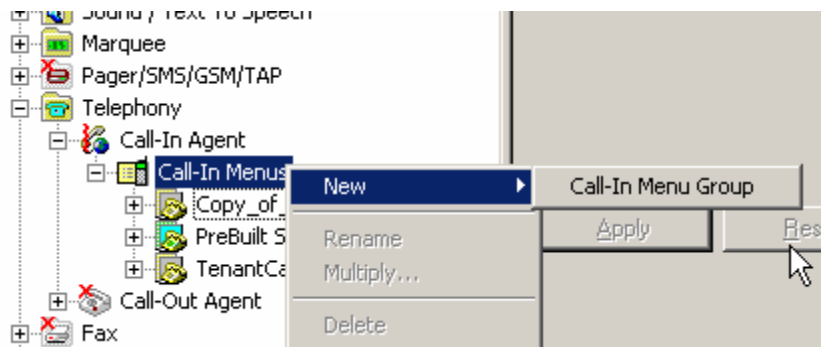 Sound / Text To Speech
Marquee
Pager/SMS/GSM/TAP
Telephony
Call-In Agent
Call-In Menus
New
Call-In Menu Group
Copy_of_
Apply
Res
PreBuilt S
Rename
TenantCa
Multiply...
Call-Out Agent
Delete
Fax